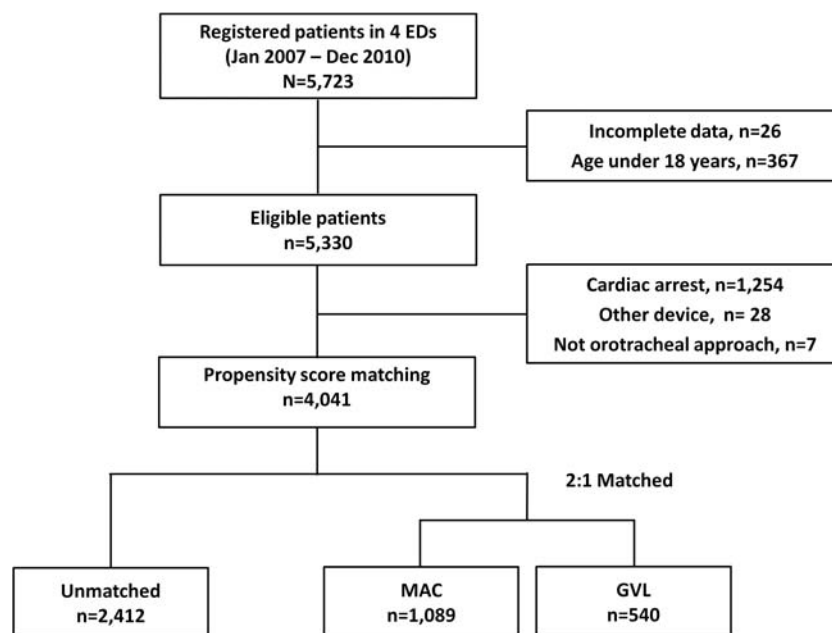 Registered patients in 4 EDs
(Jan 2007 – Dec 2010)
N=5,723
Incomplete data, n=26
Age under 18 years, n=367
Eligible patients
n=5,330
Cardiac arrest, n=1,254
Other device, n= 28
Not orotracheal approach, n=7
Propensity score matching
n=4,041
2:1 Matched
Unmatched
n=2,412
MAC
n=1,089
GVL
n=540